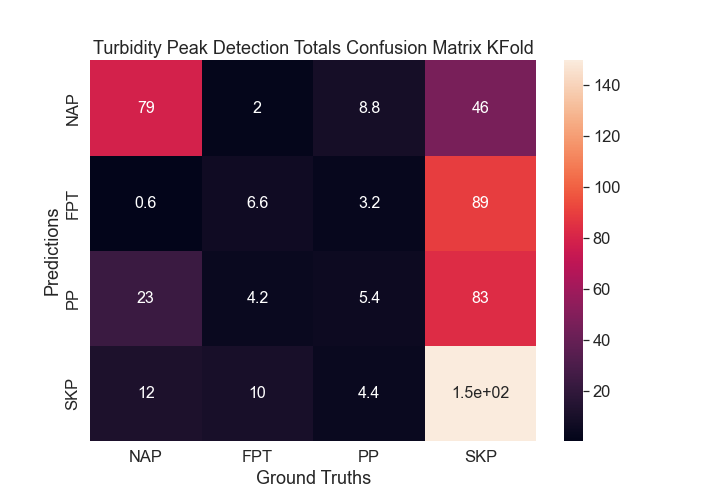 Turbidity Peak Detection Totals Confusion Matrix KFold
Predictions
NAP 79 2 8.8 46
FPT 0.6 6.6 3.2 89
PP 23 4.2 5.4 83
SKP 12 10 4.4 1.5e+02
NAP FPT PP SKP
Ground Truths
140
120
100
80
60
40
20